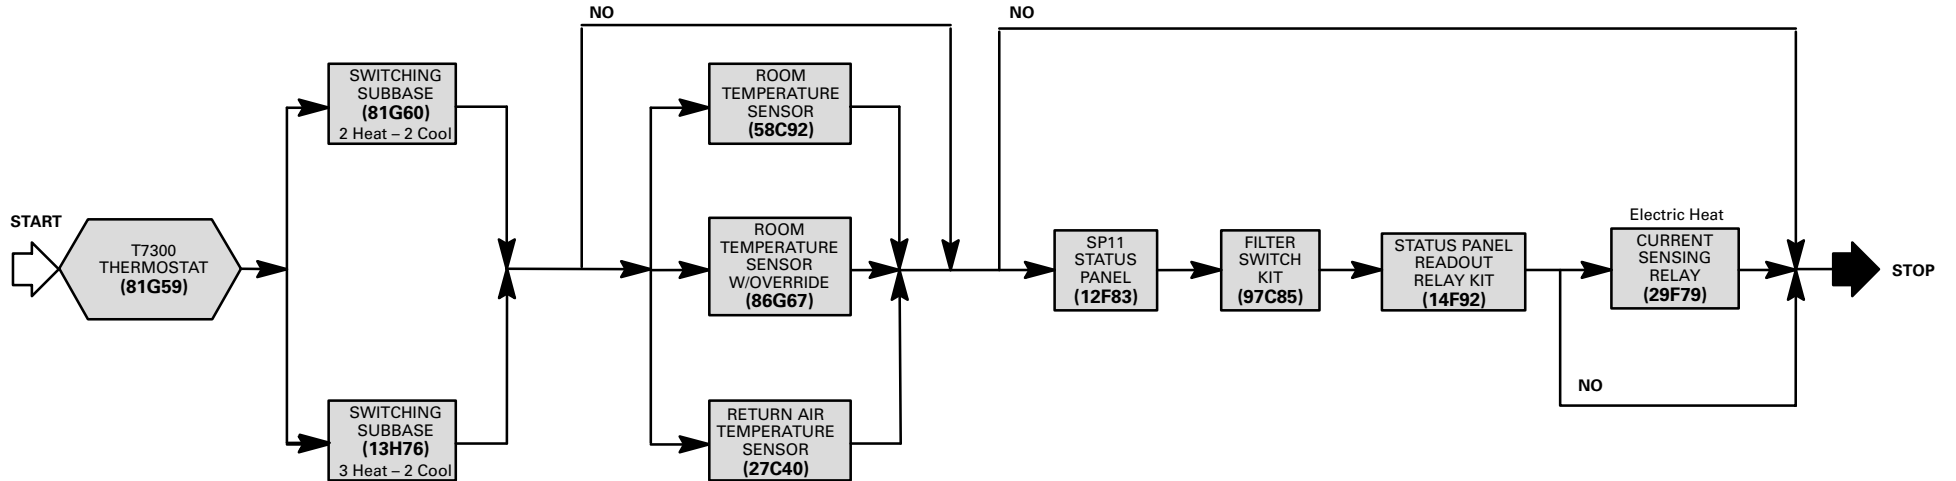 NO
NO
START
T7300
THERMOSTAT
(81G59)
SWITCHING
SUBBASE
(81G60)
2 Heat – 2 Cool
SWITCHING
SUBBASE
(13H76)
3 Heat – 2 Cool
ROOM
TEMPERATURE
SENSOR
(58C92)
ROOM
TEMPERATURE
SENSOR
W/OVERRIDE
(86G67)
RETURN AIR
TEMPERATURE
SENSOR
(27C40)
SP11
STATUS
PANEL
(12F83)
FILTER
SWITCH
KIT
(97C85)
STATUS PANEL
READOUT
RELAY KIT
(14F92)
Electric Heat
CURRENT
SENSING
RELAY
(29F79)
NO
STOP